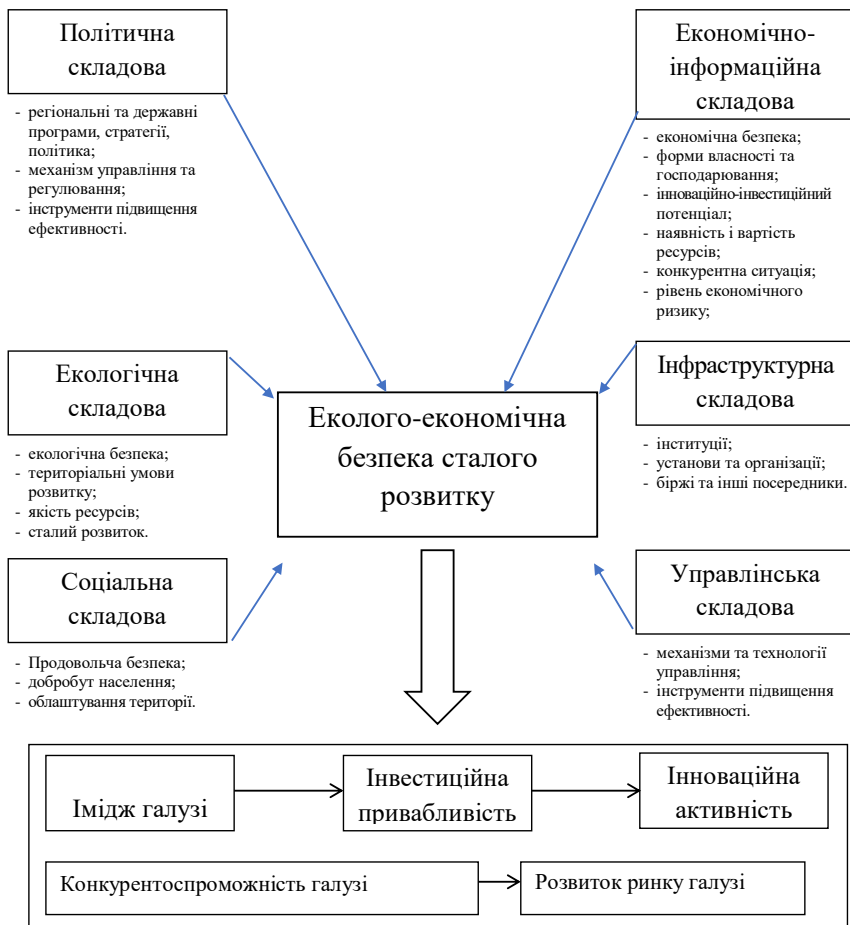 Політична
складова
- регіональні та державні
програми, стратегії,
політика;
- механізм управління та
регулювання;
- інструменти підвищення
ефективності.
Економічно-
інформаційна
складова
- економічна безпека;
- форми власності та
господарювання;
- інноваційно-інвестиційний
потенціал;
- наявність і вартість
ресурсів;
- конкурентна ситуація;
- рівень економічного
ризику;
Екологічна
складова
- екологічна безпека;
- територіальні умови
розвитку;
- якість ресурсів;
- сталий розвиток.
Еколого-економічна
безпека сталого
розвитку
Інфраструктурна
складова
- інституції;
- установи та організації;
- біржі та інші посередники.
Соціальна
складова
- Продовольча безпека;
- добробут населення;
- облаштування території.
Управлінська
складова
- механізми та технології
управління;
- інструменти підвищення
ефективності.
Імідж галузі
Інвестиційна
привабливість
Інноваційна
активність
Конкурентоспроможність галузі
Розвиток ринку галузі